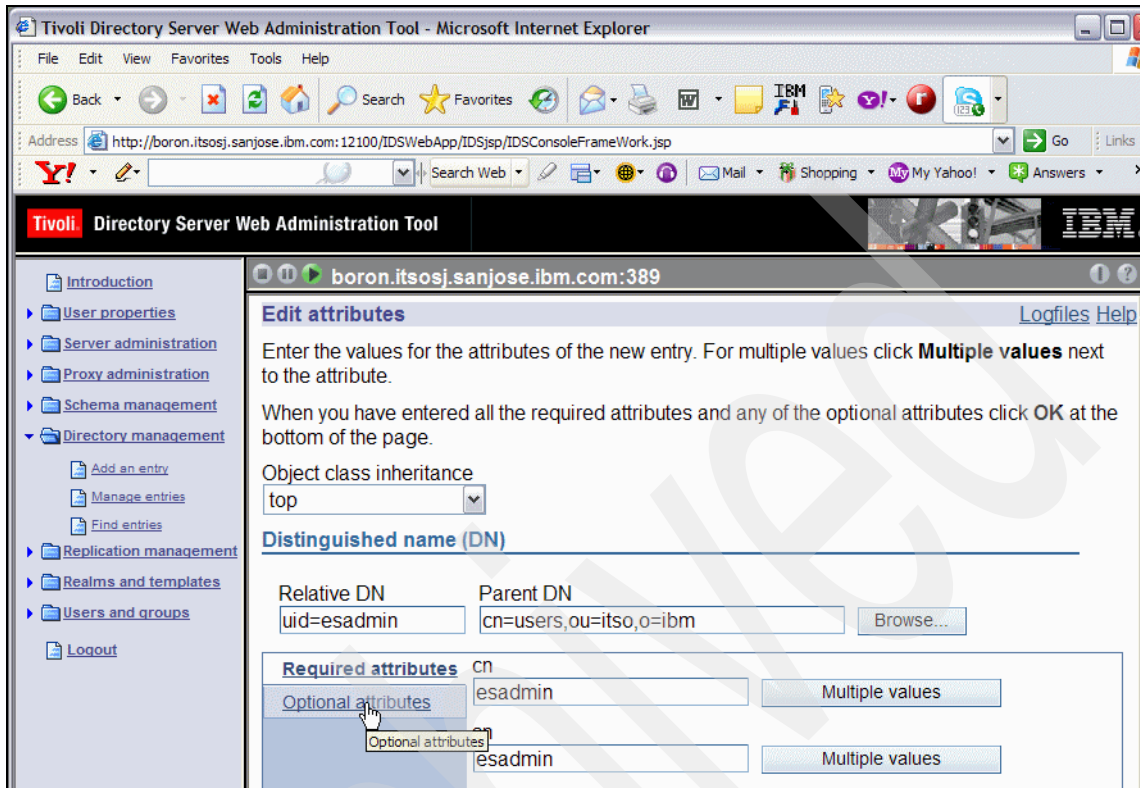 Tivoli Directory Server Web Administration Tool - Microsoft Internet Explorer
File Edit View Favorites Tools Help
Back Search Favorites IBM
Address http://boron.itsosj.sanjose.ibm.com:12100/IDSWebApp/IDSjsp/IDSConsoleFrameWork.jsp Go Links
Y! Search Web Mail Shopping My My Yahoo! Answers
Tivoli. Directory Server Web Administration Tool IBM.
boron.itsosj.sanjose.ibm.com:389
Introduction
User properties
Server administration
Proxy administration
Schema management
Directory management
Add an entry
Manage entries
Find entries
Replication management
Realms and templates
Users and groups
Logout
Edit attributes Logfiles Help
Enter the values for the attributes of the new entry. For multiple values click Multiple values next
to the attribute.
When you have entered all the required attributes and any of the optional attributes click OK at the
bottom of the page.
Object class inheritance
top
Distinguished name (DN)
Relative DN Parent DN
uid=esadmin cn=users,ou=itso,o=ibm Browse...
Required attributes cn
Optional attributes esadmin Multiple values
Optional attributes
esadmin Multiple values